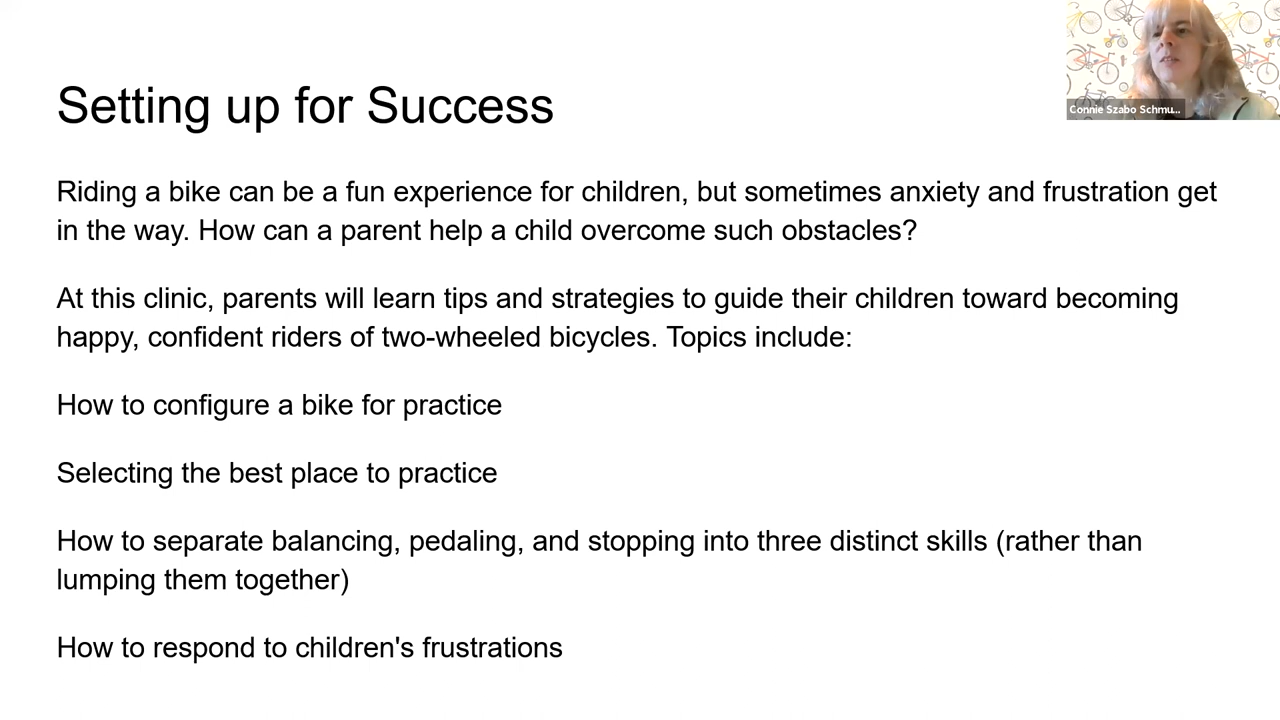 Connie Szabo Schmu...
Setting up for Success
Riding a bike can be a fun experience for children, but sometimes anxiety and frustration get
in the way. How can a parent help a child overcome such obstacles?
At this clinic, parents will learn tips and strategies to guide their children toward becoming
happy, confident riders of two-wheeled bicycles. Topics include:
How to configure a bike for practice
Selecting the best place to practice
How to separate balancing, pedaling, and stopping into three distinct skills (rather than
lumping them together)
How to respond to children's frustrations